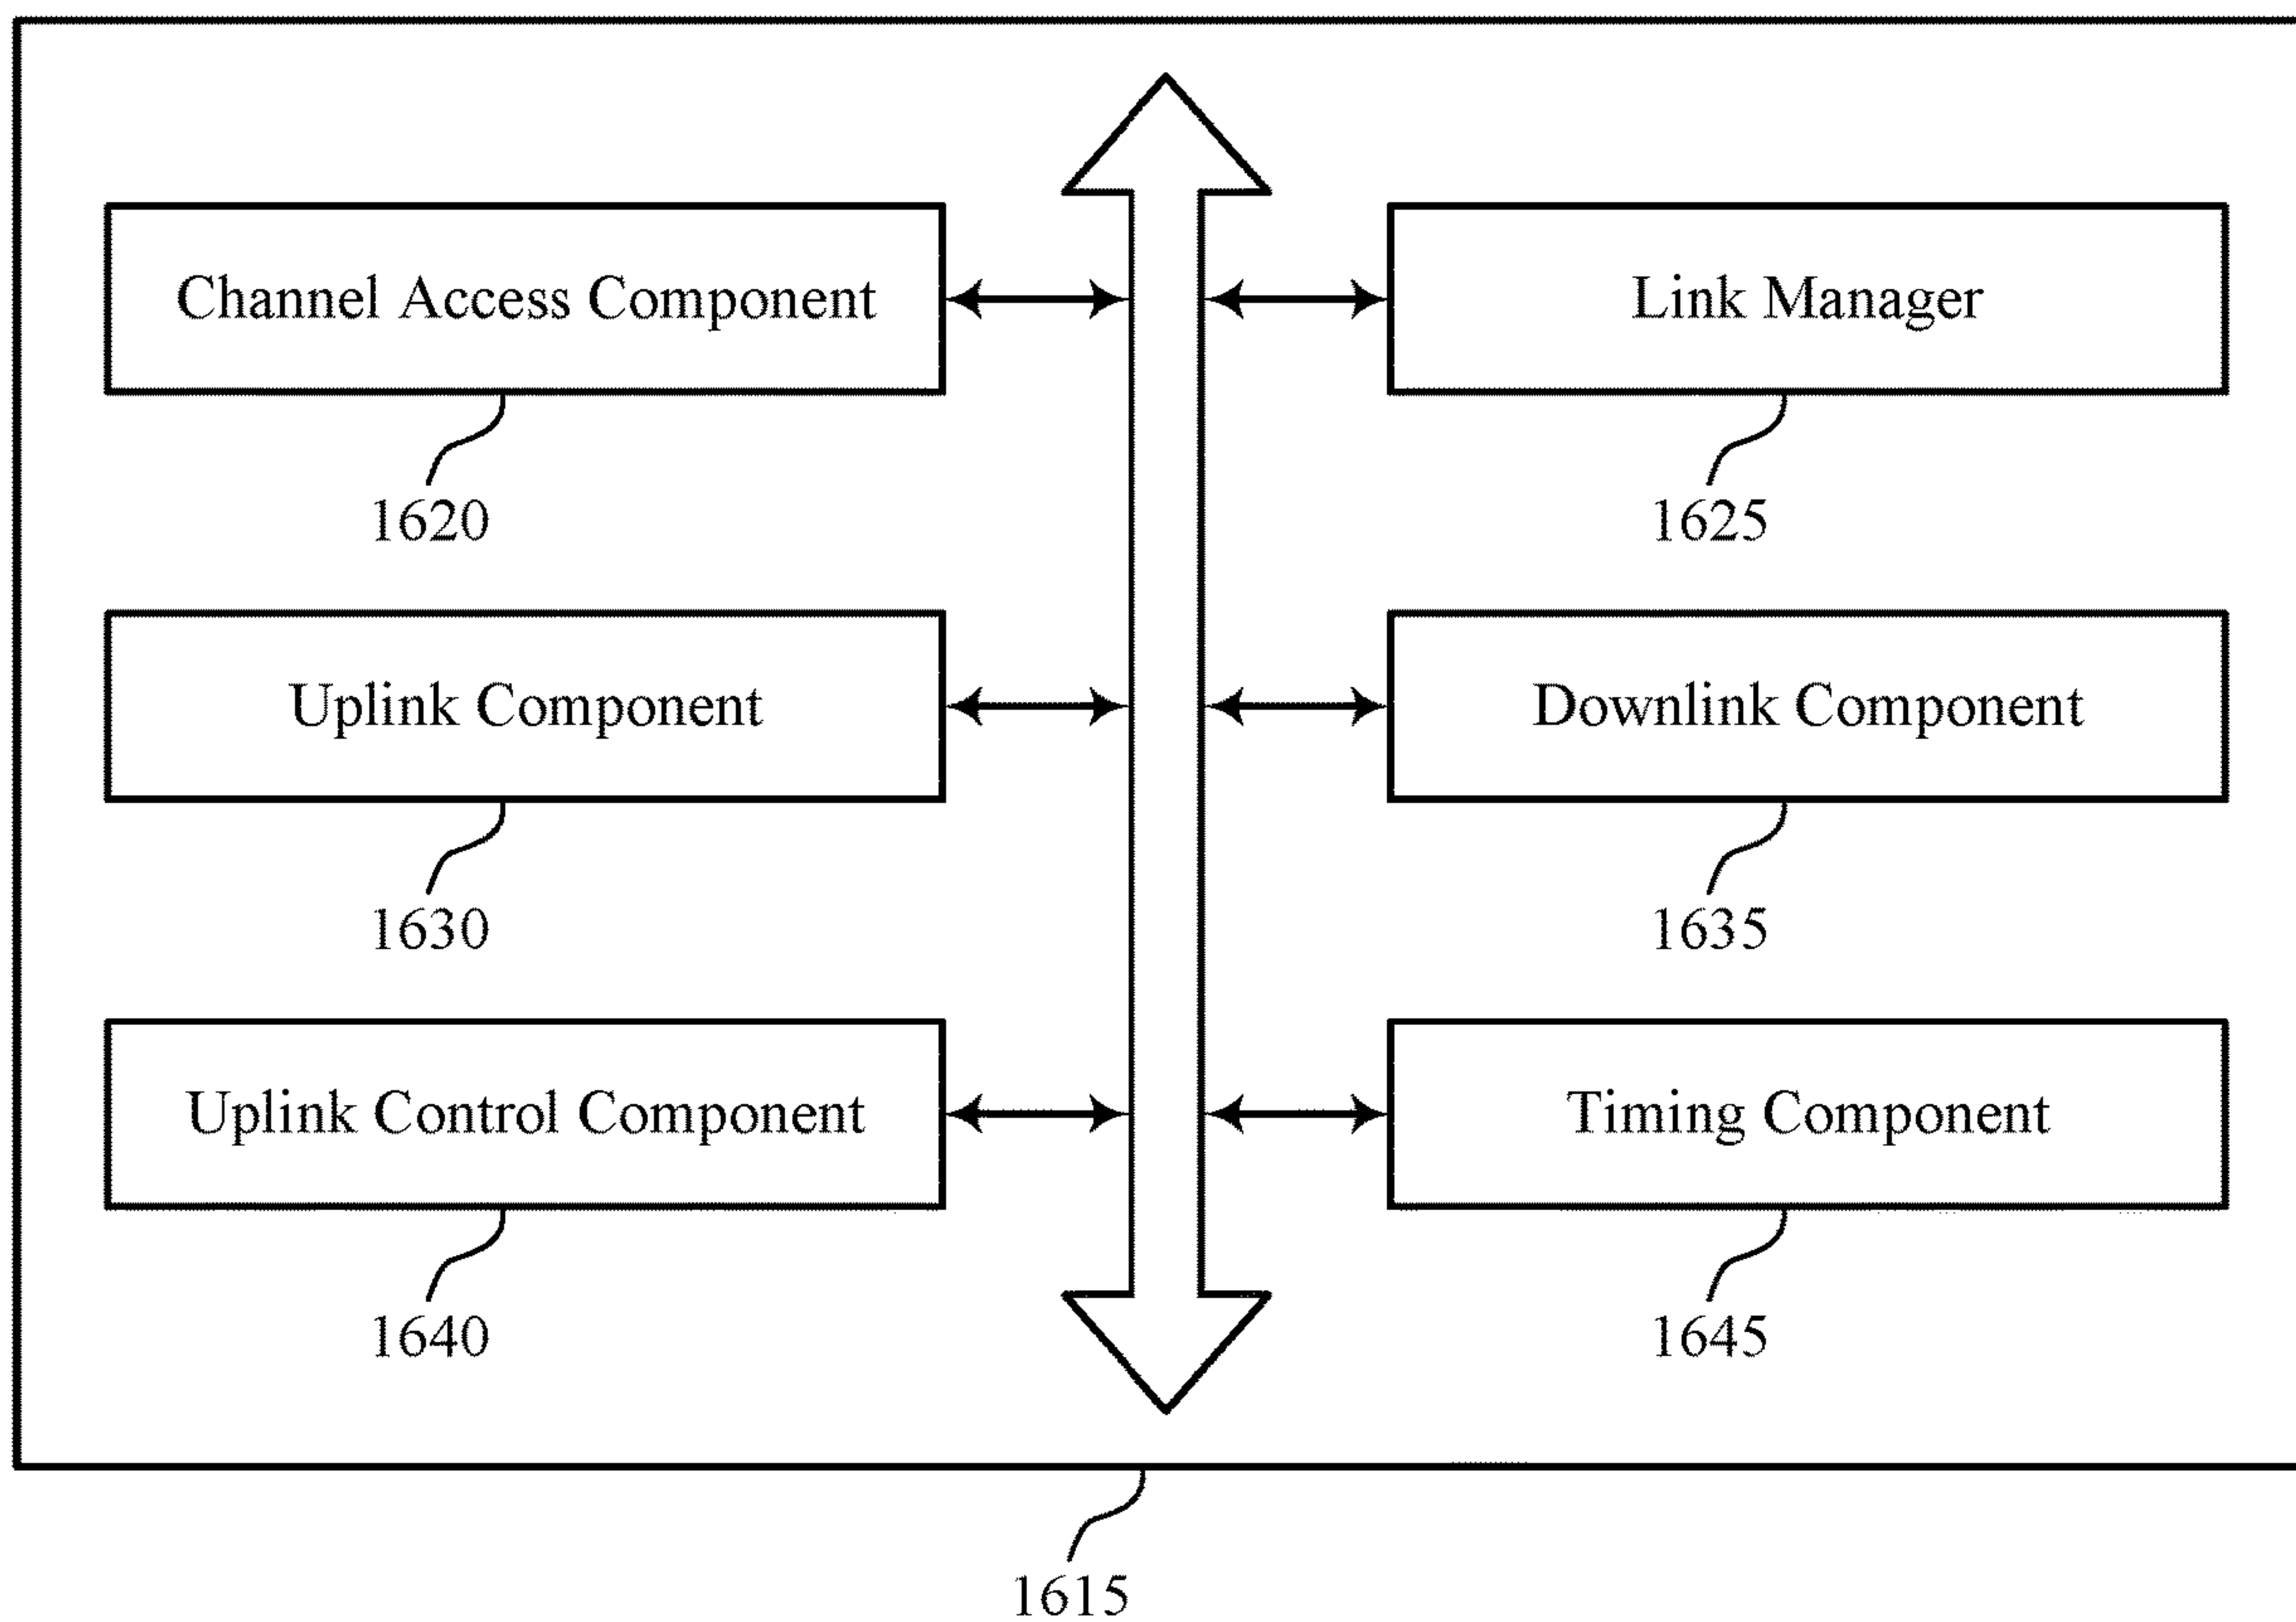 Channel Access Component
Link Manager
1620
1625
Uplink Component
Downlink Component
1630
1635
Uplink Control Component
Timing Component
1640
1645
1615